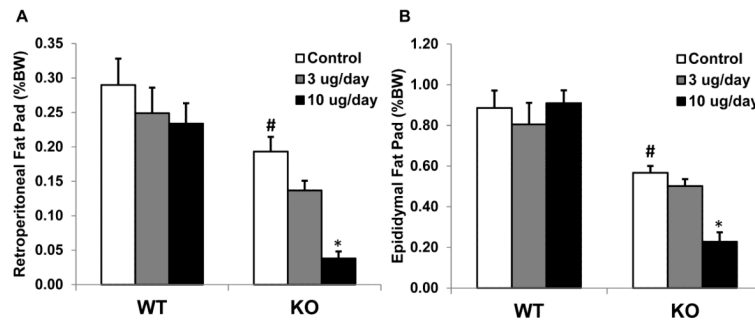 A
Retroperitoneal Fat Pad (%BW)
0.35
0.30
0.25
0.20
0.15
0.10
0.05
0.00
Control
3 ug/day
10 ug/day
#
*
WT
KO
B
Epididymal Fat Pad (%BW)
1.20
1.00
0.80
0.60
0.40
0.20
0.00
Control
3 ug/day
10 ug/day
#
*
WT
KO